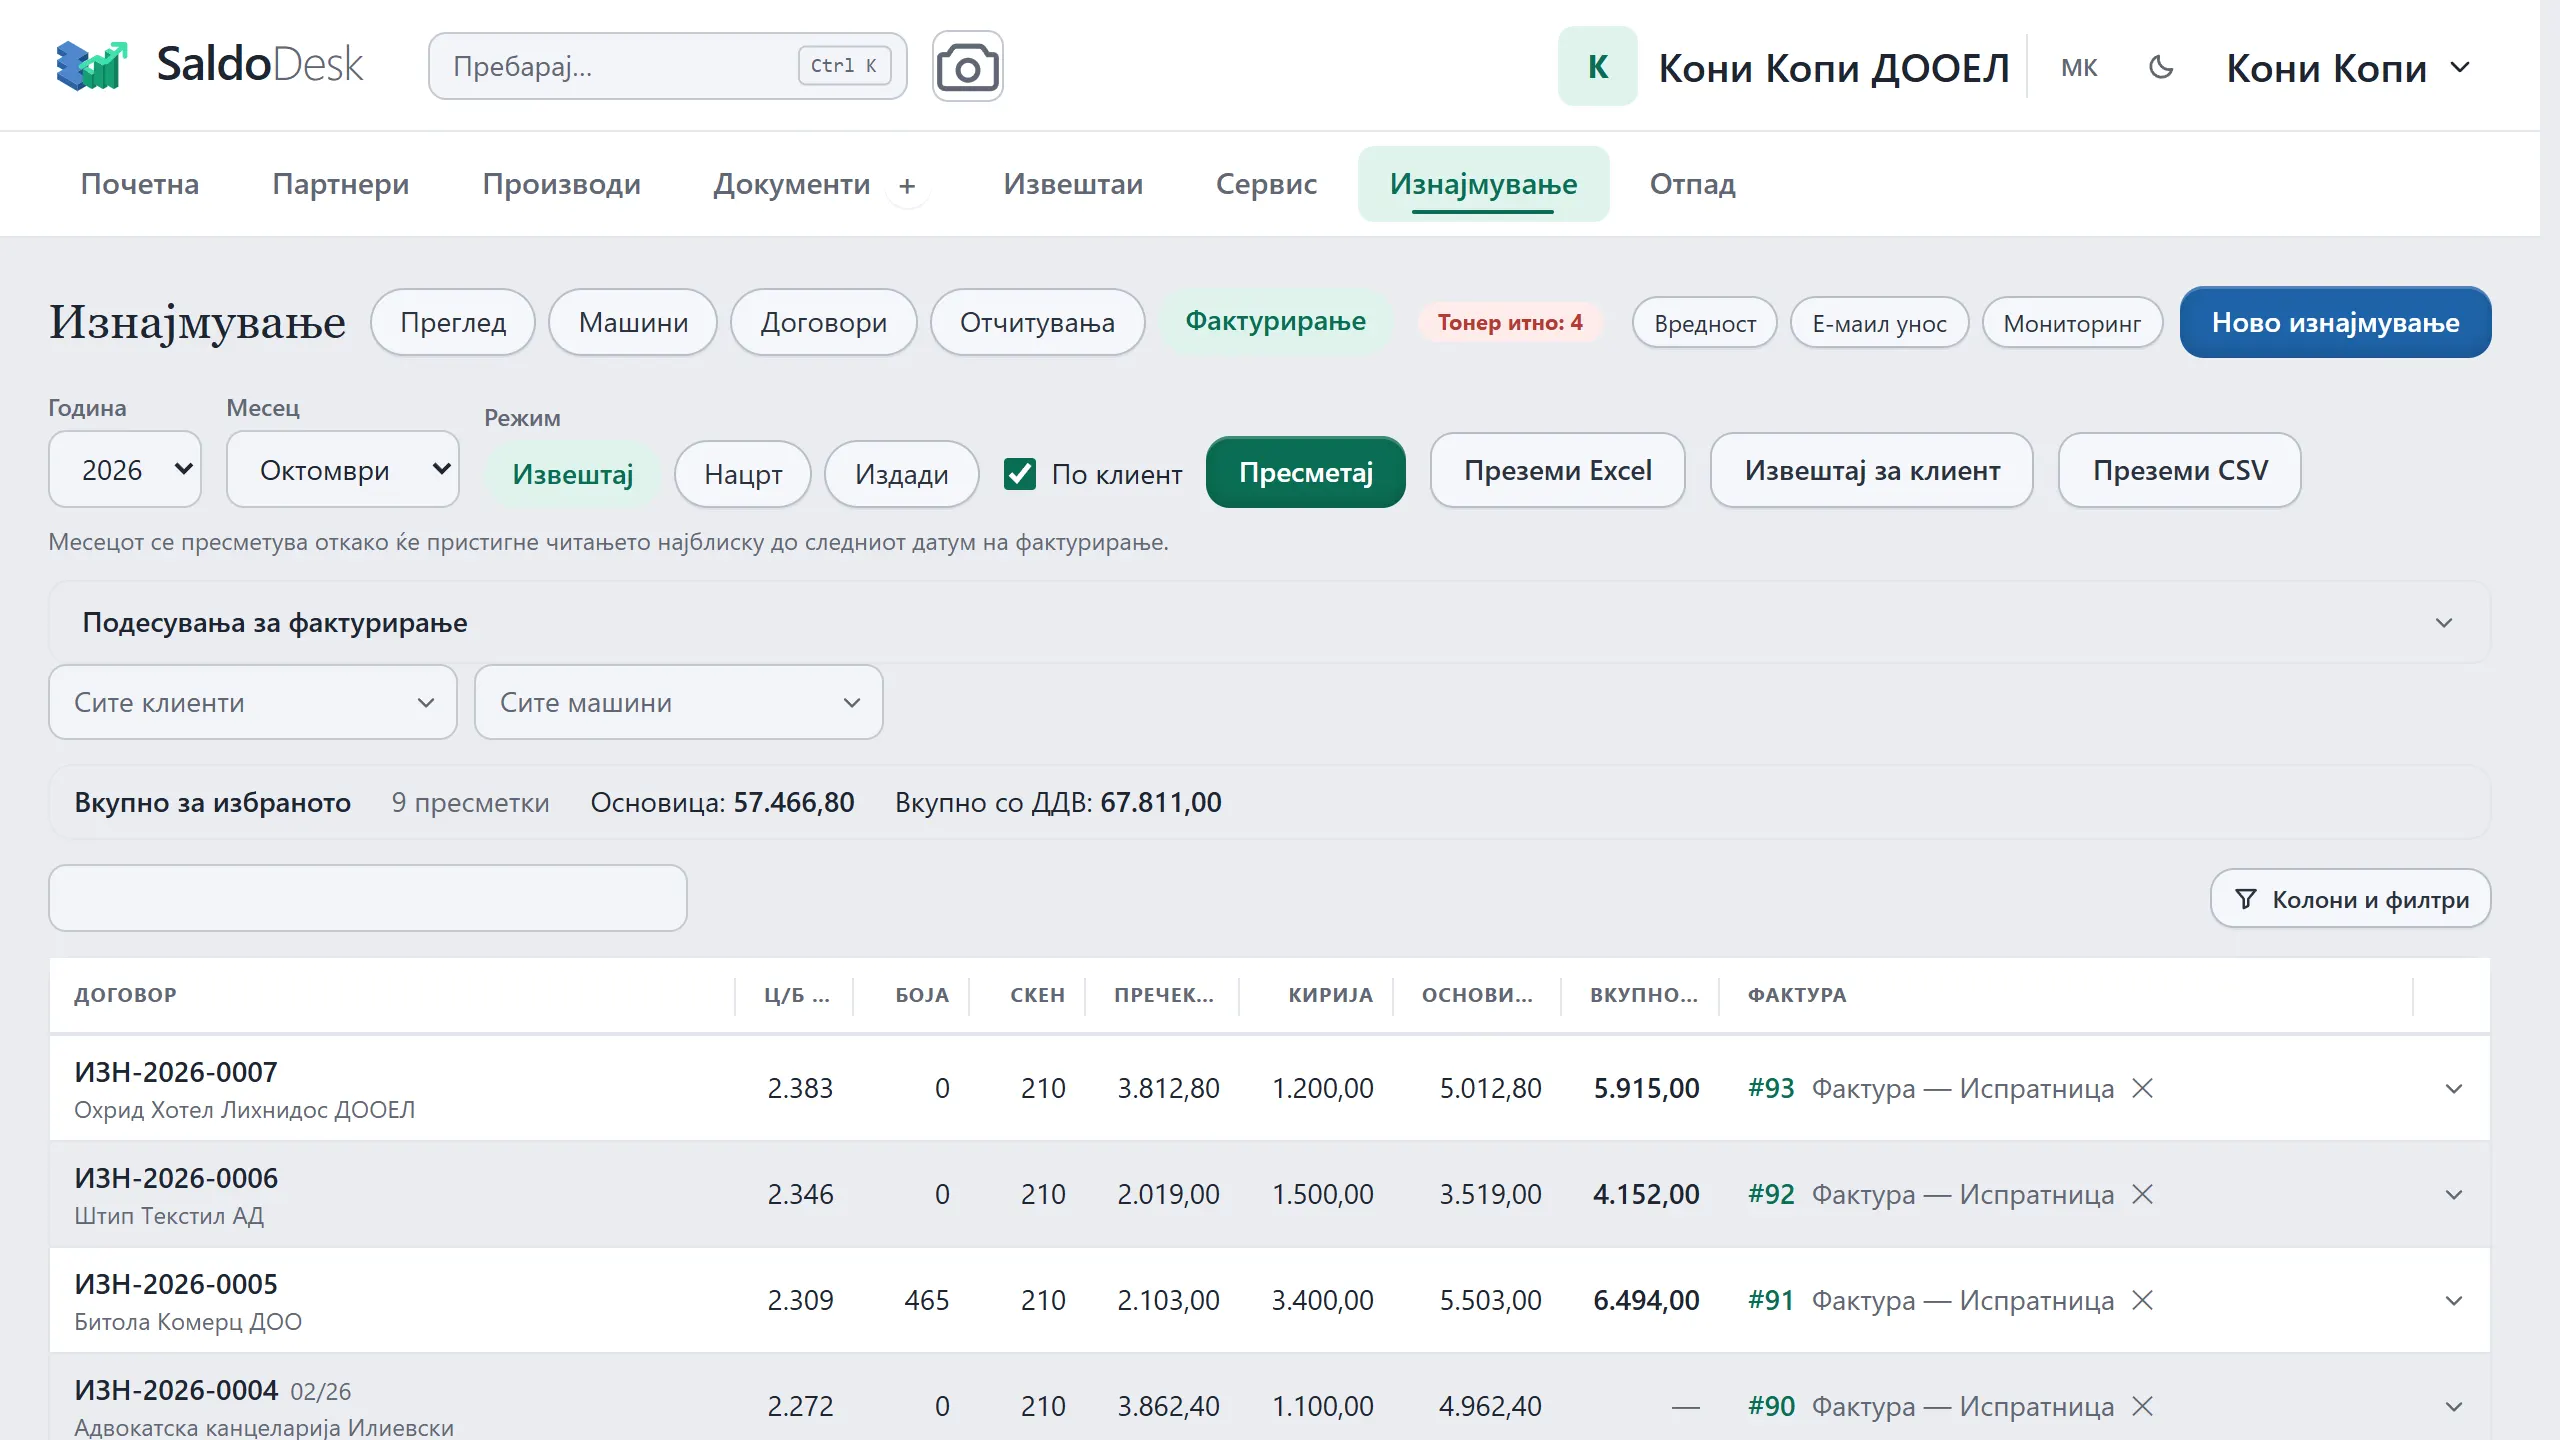 SaldoDesk
Пребарај...
Ctrl K
К
Кони Копи ДООЕЛ
МК
Кони Копи
Почетна
Партнери
Производи
Документи +
Извештаи
Сервис
Изнајмување
Отпад
Изнајмување
Преглед
Машини
Договори
Отчитувања
Фактурирање
Тонер итно: 4
Вредност
Е-маил унос
Мониторинг
Ново изнајмување
Година
Месец
Режим
2026
Октомври
Извештај
Нацрт
Издади
По клиент
Пресметај
Преземи Excel
Извештај за клиент
Преземи CSV
Месецот се пресметува откако ќе пристигне читањето најблиску до следниот датум на фактурирање.
Подесувања за фактурирање
Сите клиенти
Сите машини
Вкупно за избраното 9 пресметки Основица: 57.466,80 Вкупно со ДДВ: 67.811,00
Колони и филтри
ДОГОВОР Ц/Б ... БОЈА СКЕН ПРЕЧЕК... КИРИЈА ОСНОВИ... ВКУПНО... ФАКТУРА
ИЗН-2026-0007
Охрид Хотел Лихнидос ДООЕЛ
2.383 0 210 3.812,80 1.200,00 5.012,80 5.915,00 #93 Фактура — Испратница
ИЗН-2026-0006
Штип Текстил АД
2.346 0 210 2.019,00 1.500,00 3.519,00 4.152,00 #92 Фактура — Испратница
ИЗН-2026-0005
Битола Комерц ДОО
2.309 465 210 2.103,00 3.400,00 5.503,00 6.494,00 #91 Фактура — Испратница
ИЗН-2026-0004 02/26
Адвокатска канцеларија Илиевски
2.272 0 210 3.862,40 1.100,00 4.962,40 — #90 Фактура — Испратница